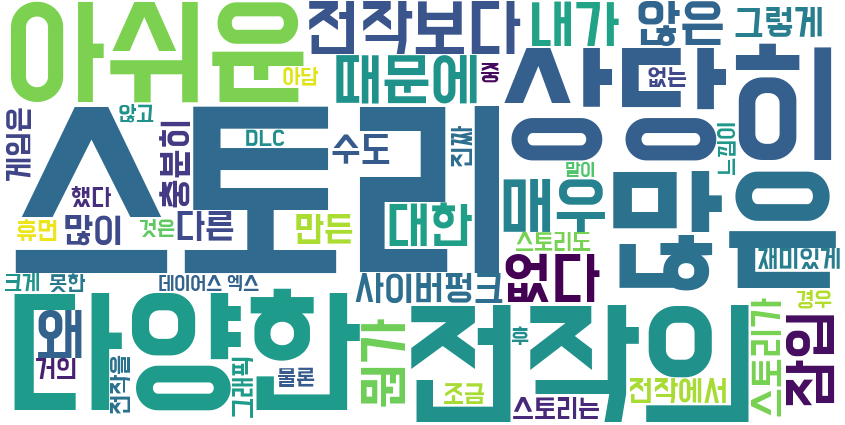 아쉬운
전작보다
내가
않은
그렇게
아담
때문에
중
상당히
없는
게임은
않고
충분히
DLC
수도
진짜
스토리
느낌이
말이
매우
많은
했다
휴먼
많이
것은
다른
만든
대한
스토리도
없다
재미있게
크게
못한
데이어스 엑스
사이버펑크
경우
다양한
왜
거의
전작을
그래픽
물론
뭔가
조금
전작인
후
스토리는
전작에서
스토리가
잠입